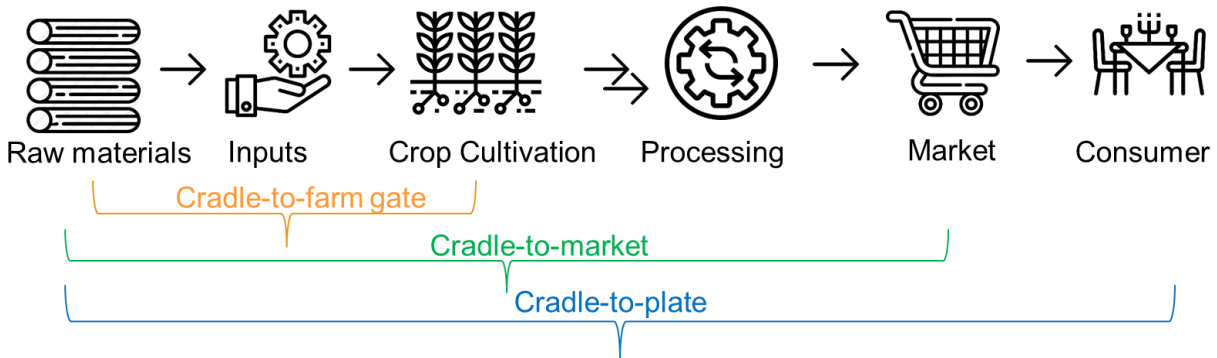 Raw materials
Inputs
Crop Cultivation
Processing
Market
Consumer
Cradle-to-farm gate
Cradle-to-market
Cradle-to-plate